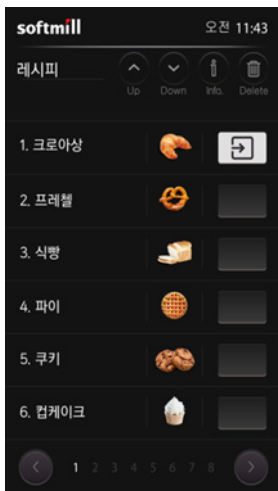 softmill 오전 11:43
레시피
Up Down Info. Delete
1. 크로아상
2. 프레첼
3. 식빵
4. 파이
5. 쿠키
6. 컵케이크
1 2 3 4 5 6 7 8